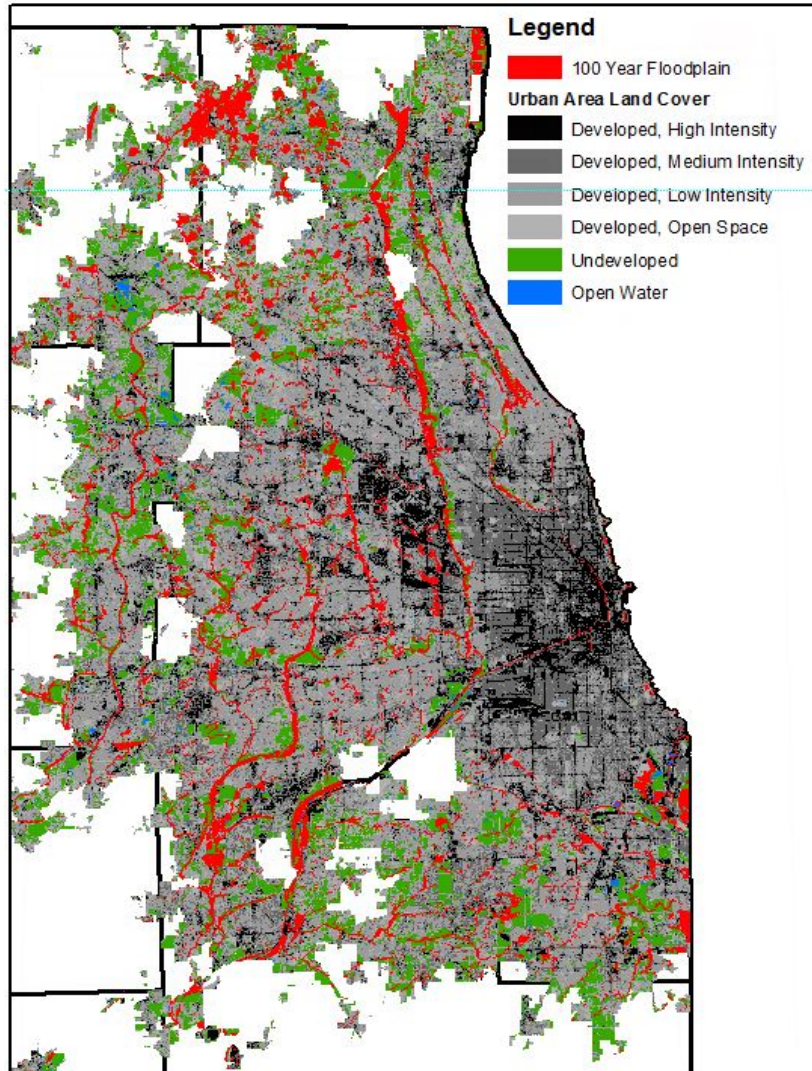 Legend
100 Year Floodplain
Urban Area Land Cover
Developed, High Intensity
Developed, Medium Intensity
Developed, Low Intensity
Developed, Open Space
Undeveloped
Open Water